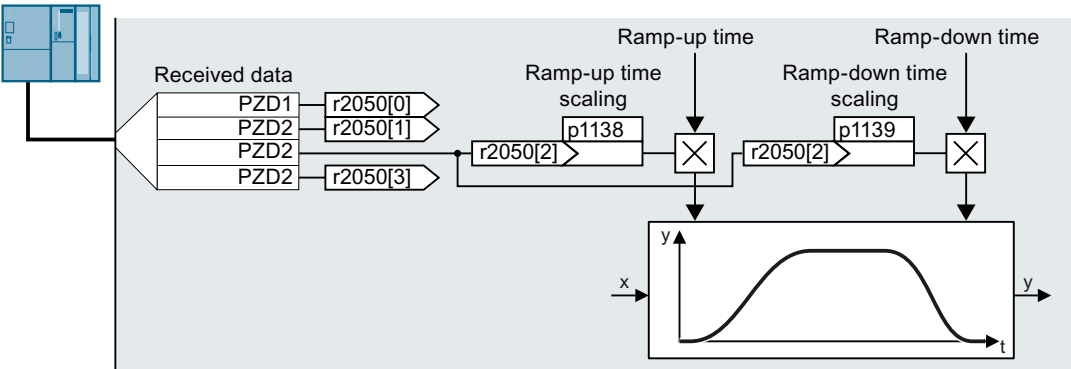 Ramp-up time
Ramp-down time
Received data
Ramp-up time
scaling
Ramp-down time
scaling
PZD1
r2050[0]
PZD2
r2050[1]
p1138
p1139
PZD2
r2050[2]
r2050[2]
PZD2
r2050[3]
y
x
y
t